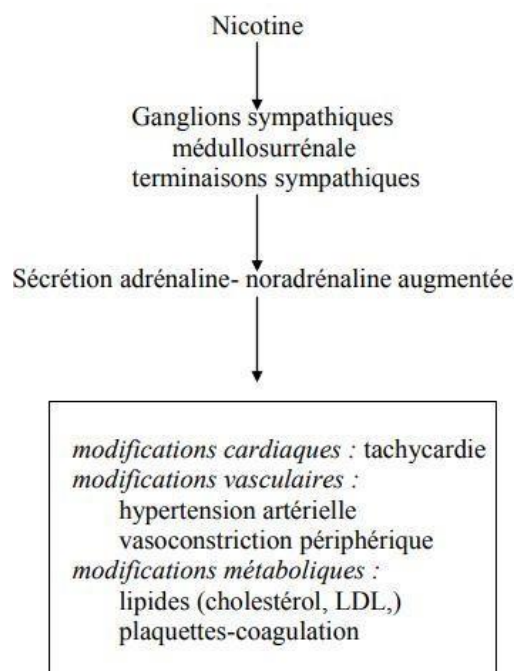 Nicotine
Ganglions sympathiques
médullosurrénale
terminaisons sympathiques
Sécrétion adrénaline- noradrénaline augmentée
modifications cardiaques : tachycardie
modifications vasculaires :
hypertension artérielle
vasoconstriction périphérique
modifications métaboliques :
lipides (cholestérol, LDL,)
plaquettes-coagulation